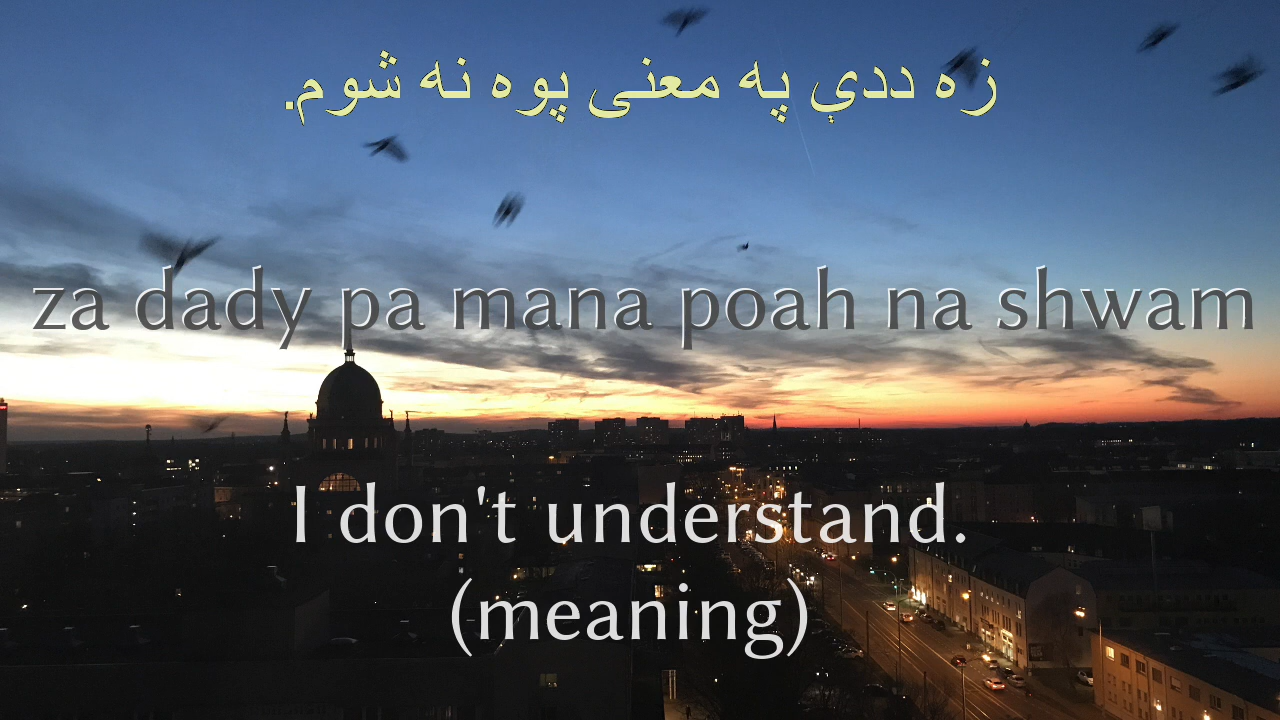 زه ددې په معنی پوه نه شوم.
za dady pa mana poah na shwam
I don't understand.
(meaning)